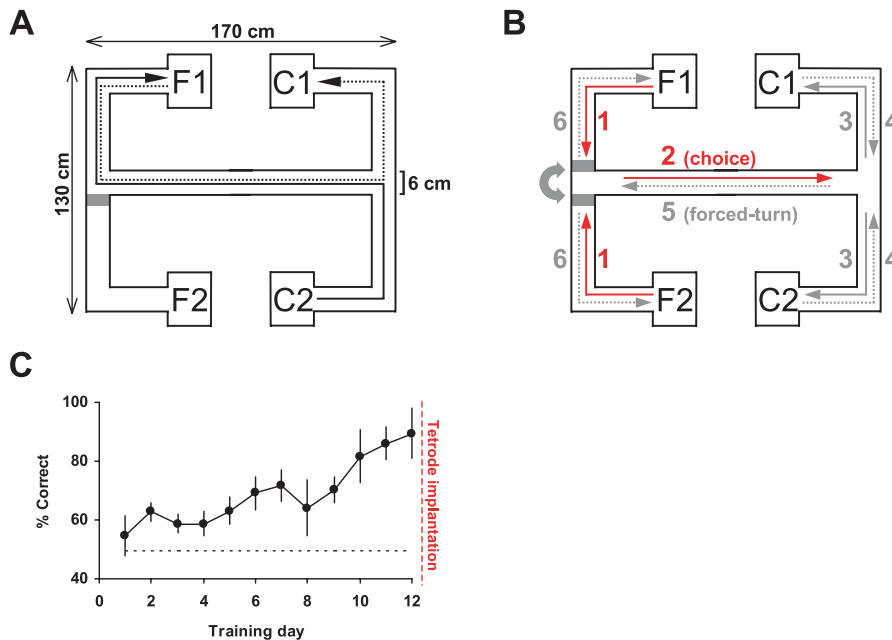 A
170 cm
F1
C1
130 cm
6 cm
F2
C2
B
F1
C1
6
1
3
4
2 (choice)
5 (forced-turn)
6
1
3
4
F2
C2
C
% Correct
100
80
60
40
0
2
4
6
8
10
12
Training day
Tetrode implantation